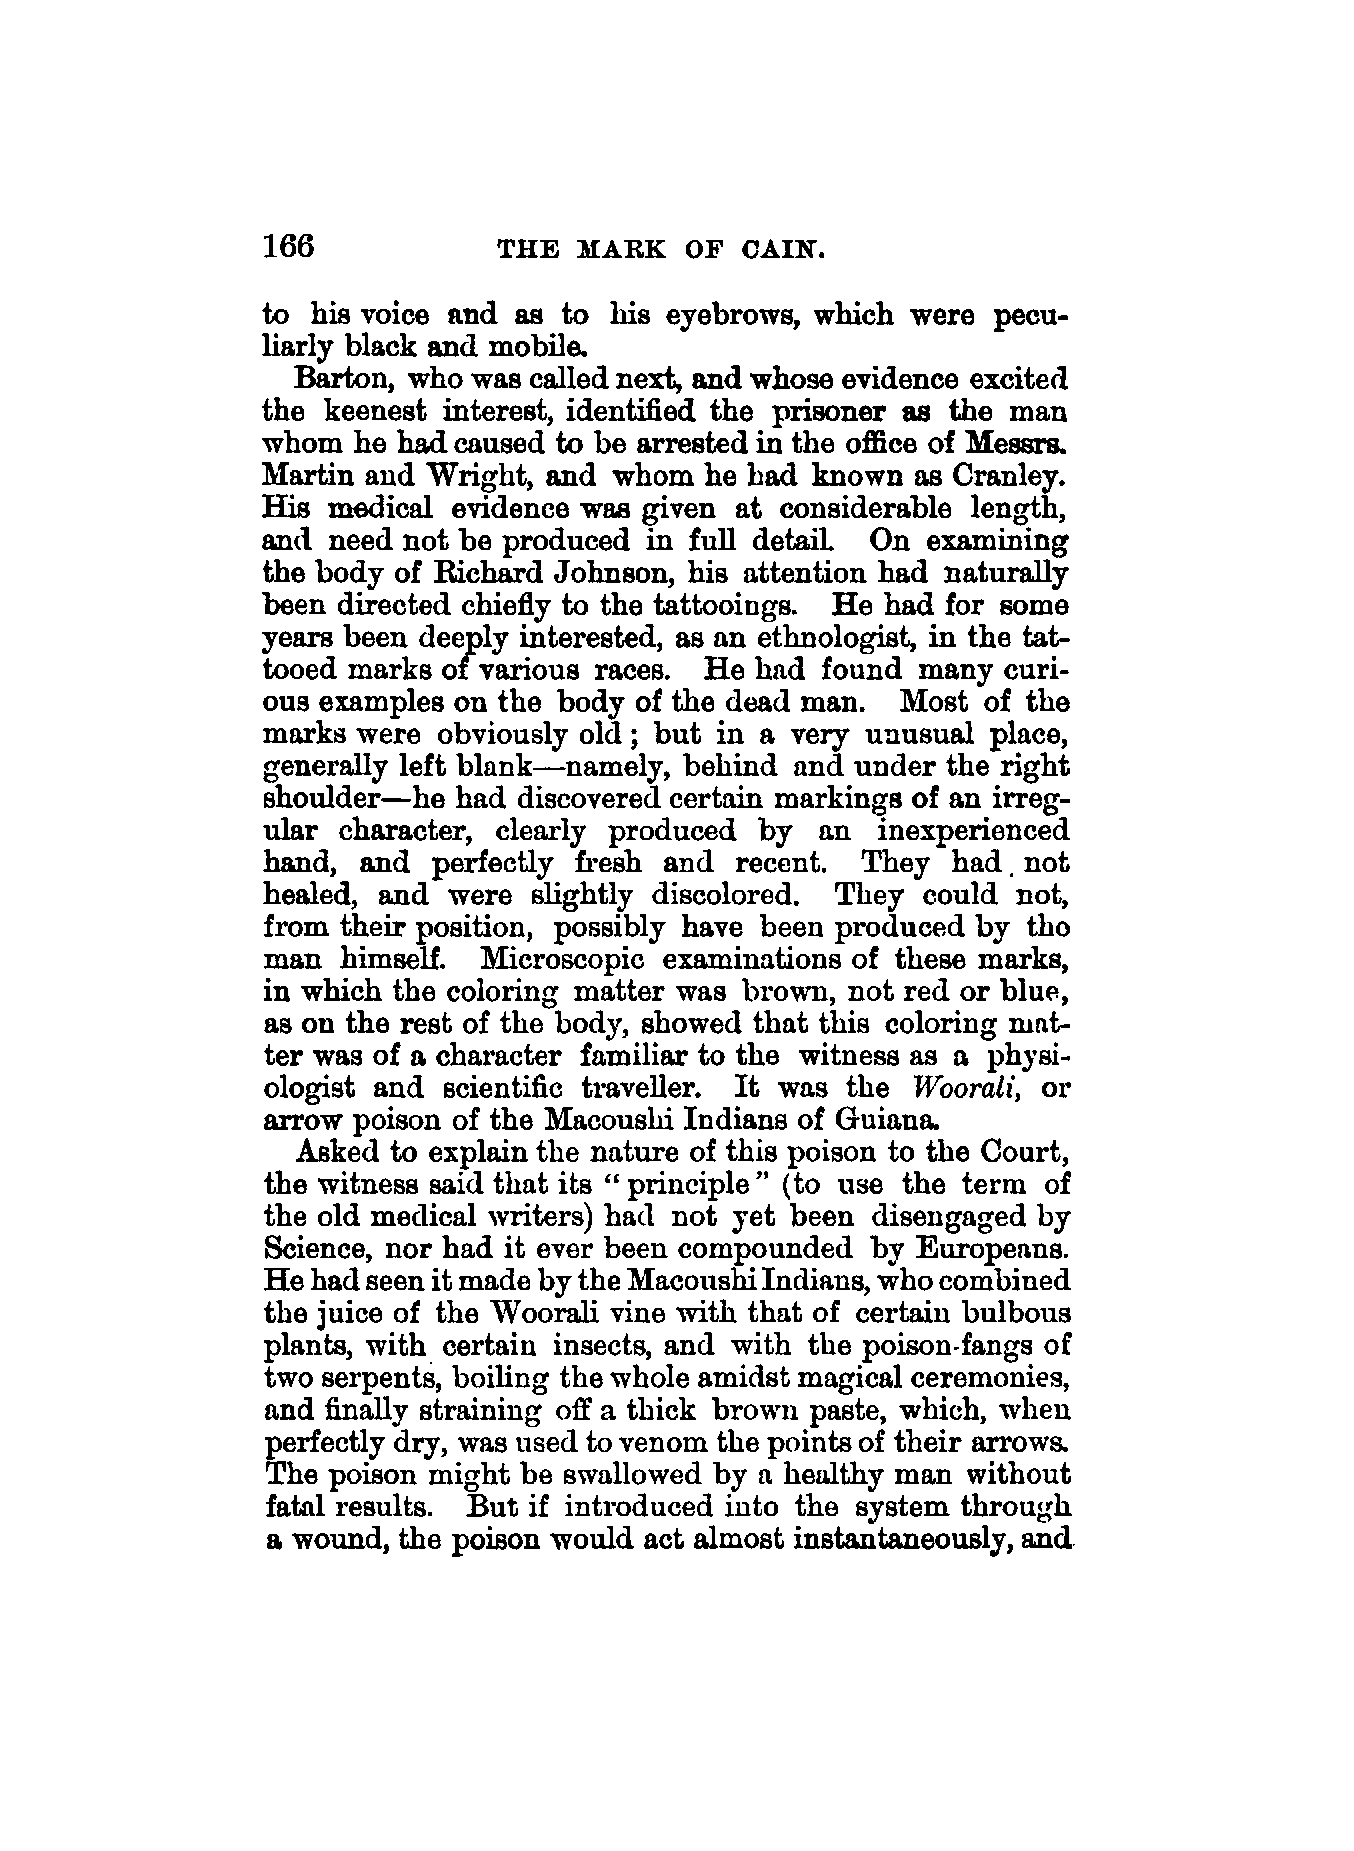 166 THE MARK OF CAIN.
to his voice and as to his eyebrows, which were pecu-
liarly black and mobile.
Barton, who was called next, and whose evidence excited
the keenest interest, identified the prisoner as the man
whom he had caused to be arrested in the office of Messrs.
Martin and Wright, and whom he had known as Cranley.
His medical evidence was given at considerable length,
and need not be produced in full detail. On examining
the body of Richard Johnson, his attention had naturally
been directed chiefly to the tattooings. He had for some
years been deeply interested, as an ethnologist, in the tat-
tooed marks of various races. He had found many curi-
ous examples on the body of the dead man. Most of the
marks were obviously old; but in a very unusual place,
generally left blank—namely, behind and under the right
shoulder—he had discovered certain markings of an irreg-
ular character, clearly produced by an inexperienced
hand, and perfectly fresh and recent. They had not
healed, and were slightly discolored. They could not,
from their position, possibly have been produced by the
man himself. Microscopic examinations of these marks,
in which the coloring matter was brown, not red or blue,
as on the rest of the body, showed that this coloring mat-
ter was of a character familiar to the witness as a physi-
ologist and scientific traveller. It was the Woorali, or
arrow poison of the Macoushi Indians of Guiana.
Asked to explain the nature of this poison to the Court,
the witness said that its "principle" (to use the term of
the old medical writers) had not yet been disengaged by
Science, nor had it ever been compounded by Europeans.
He had seen it made by the Macoushi Indians, who combined
the juice of the Woorali vine with that of certain bulbous
plants, with certain insects, and with the poison-fangs of
two serpents, boiling the whole amidst magical ceremonies,
and finally straining off a thick brown paste, which, when
perfectly dry, was used to venom the points of their arrows.
The poison might be swallowed by a healthy man without
fatal results. But if introduced into the system through
a wound, the poison would act almost instantaneously, and